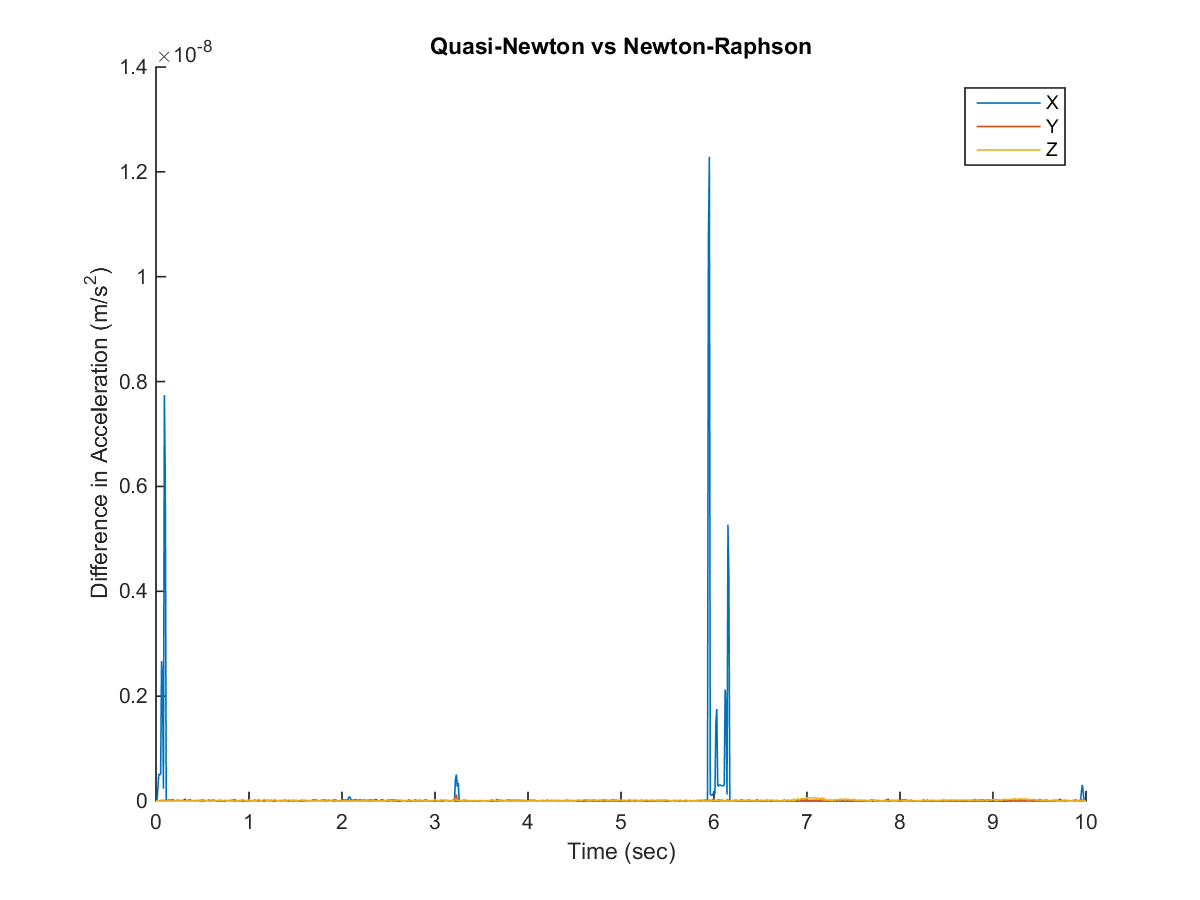 Quasi-Newton vs Newton-Raphson
×10^-8
1.4
1.2
1
0.8
0.6
0.4
0.2
0
Difference in Acceleration (m/s^2)
X
Y
Z
0 1 2 3 4 5 6 7 8 9 10
Time (sec)